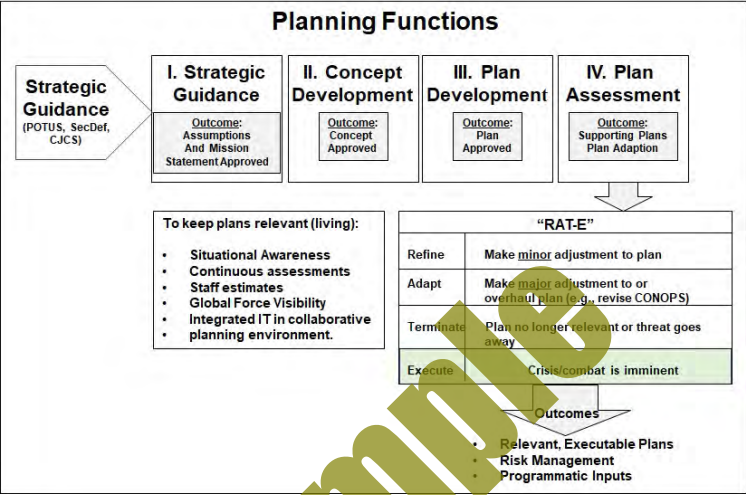 Planning Functions
Strategic
Guidance
(POTUS, SecDef,
CJCS)
I. Strategic
Guidance
Outcome:
Assumptions
And Mission
Statement Approved
II. Concept
Development
Outcome:
Concept
Approved
III. Plan
Development
Outcome:
Plan
Approved
IV. Plan
Assessment
Outcome:
Supporting Plans
Plan Adaption
To keep plans relevant (living):
• Situational Awareness
• Continuous assessments
• Staff estimates
• Global Force Visibility
• Integrated IT in collaborative
• planning environment.
“RAT-E”
Refine Make minor adjustment to plan
Adapt Make major adjustment to or
overhaul plan (e.g., revise CONOPS)
Terminate Plan no longer relevant or threat goes
away
Execute Crisis/combat is imminent
Outcomes
• Relevant, Executable Plans
• Risk Management
• Programmatic Inputs
mple